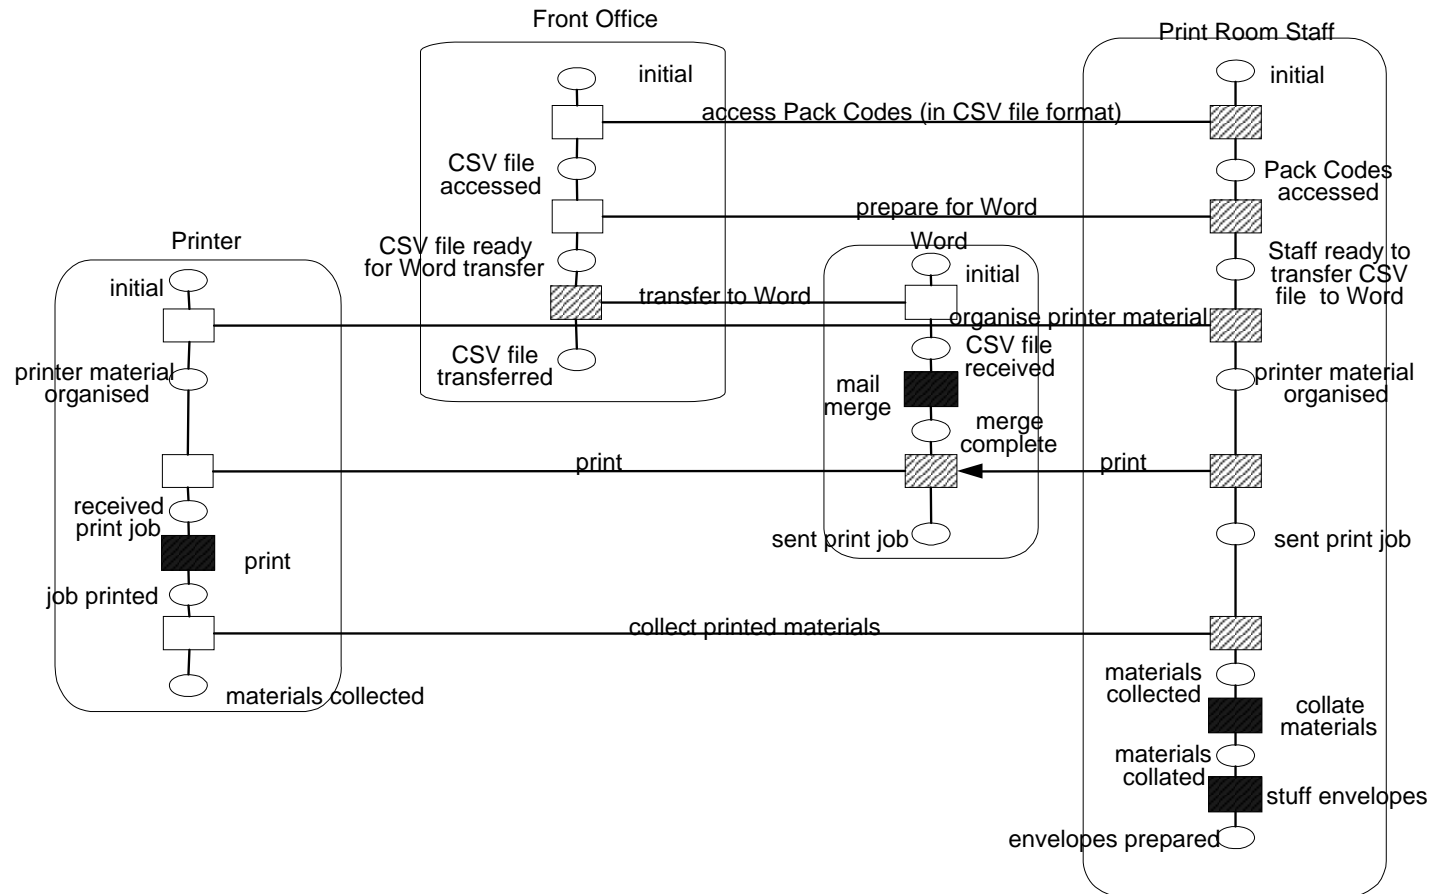 Front Office
initial
CSV file
accessed
CSV file ready
for Word transfer
CSV file
transferred
Print Room Staff
initial
Pack Codes
accessed
Staff ready to
transfer CSV
file to Word
printer material
organised
sent print job
materials
collected
collate
materials
materials
collated
stuff envelopes
envelopes prepared
access Pack Codes (in CSV file format)
prepare for Word
transfer to Word
organise printer material
print
print
collect printed materials
Word
initial
CSV file
received
mail
merge
merge
complete
sent print job
Printer
initial
printer material
organised
received
print job
print
job printed
materials collected